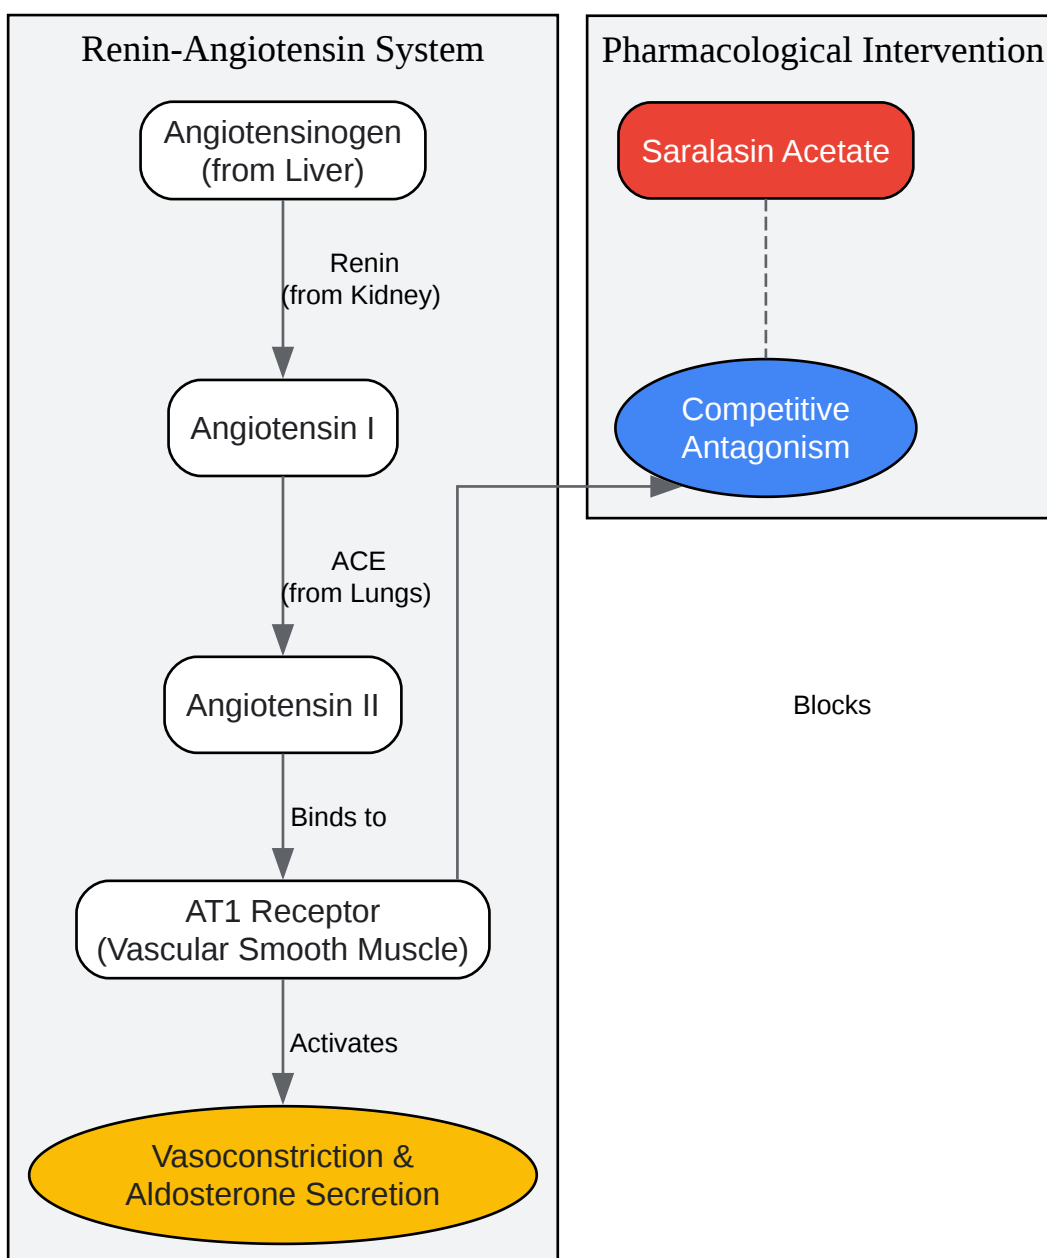 Renin-Angiotensin System
Angiotensinogen
(from Liver)
Renin
(from Kidney)
Angiotensin I
ACE
(from Lungs)
Angiotensin II
Binds to
AT1 Receptor
(Vascular Smooth Muscle)
Activates
Vasoconstriction &
Aldosterone Secretion
Pharmacological Intervention
Saralasin Acetate
Competitive
Antagonism
Blocks